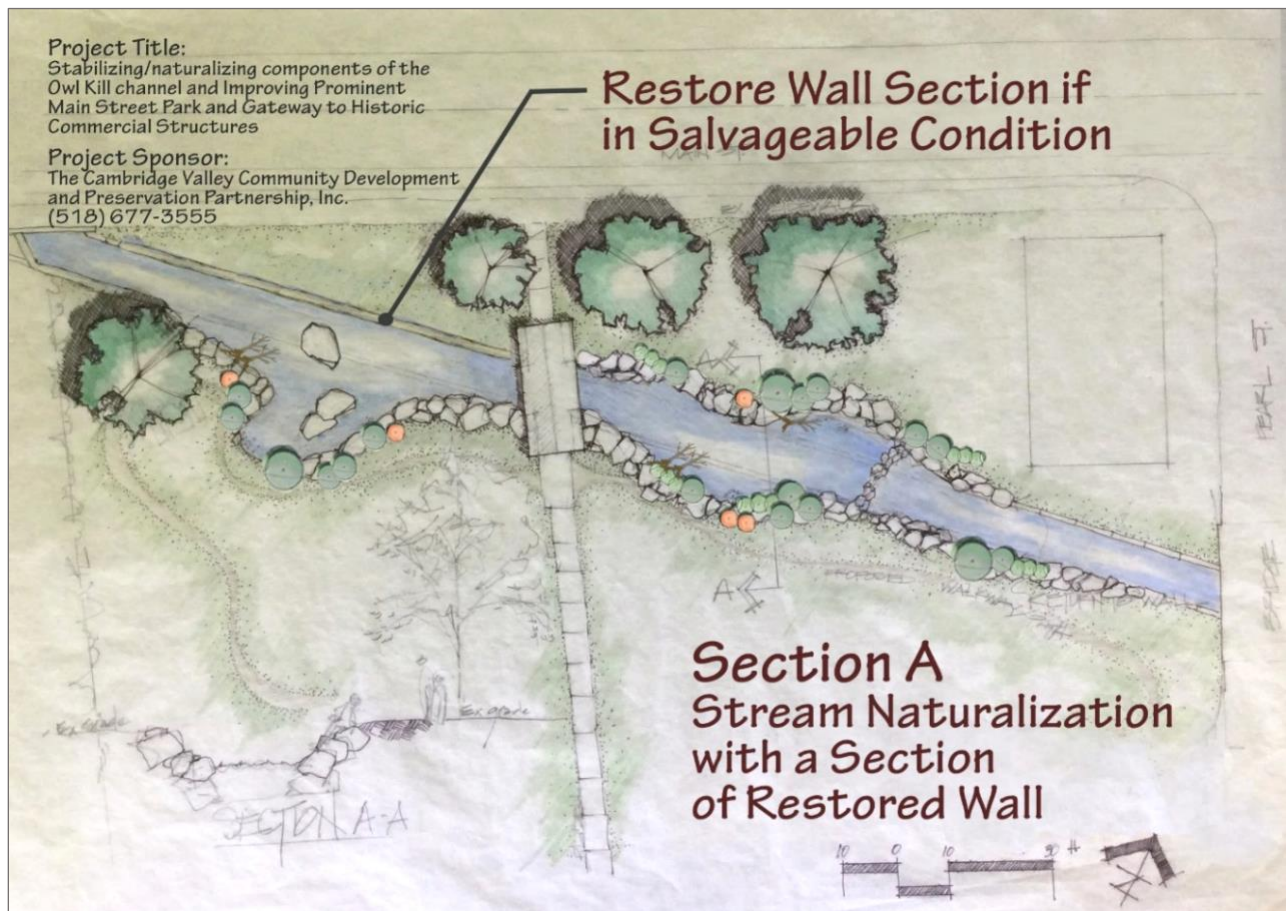 Project Title:
Stabilizing/naturalizing components of the
Owl Kill channel and Improving Prominent
Main Street Park and Gateway to Historic
Commercial Structures
Project Sponsor:
The Cambridge Valley Community Development
and Preservation Partnership, Inc.
(518) 677-3555
Restore Wall Section if
in Salvageable Condition
MAIN ST.
PEARL ST.
A
A
Ex. Grade
Ex. grade
SECTION A-A
Section A
Stream Naturalization
with a Section
of Restored Wall
10 0 10